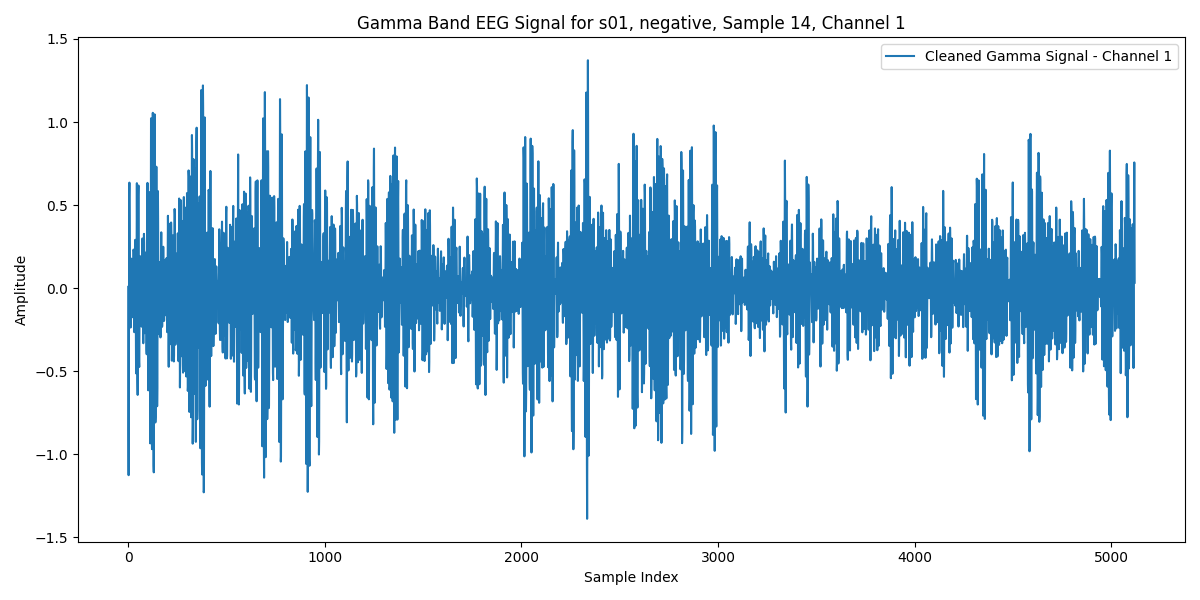 Gamma Band EEG Signal for s01, negative, Sample 14, Channel 1
Cleaned Gamma Signal - Channel 1
1.5
1.0
0.5
0.0
−0.5
−1.0
−1.5
Amplitude
0 1000 2000 3000 4000 5000
Sample Index